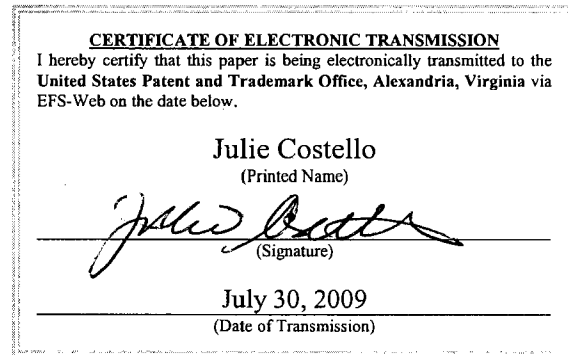 CERTIFICATE OF ELECTRONIC TRANSMISSION
I hereby certify that this paper is being electronically transmitted to the
United States Patent and Trademark Office, Alexandria, Virginia via
EFS-Web on the date below.
Julie Costello
(Printed Name)
Julie Costello
(Signature)
July 30, 2009
(Date of Transmission)